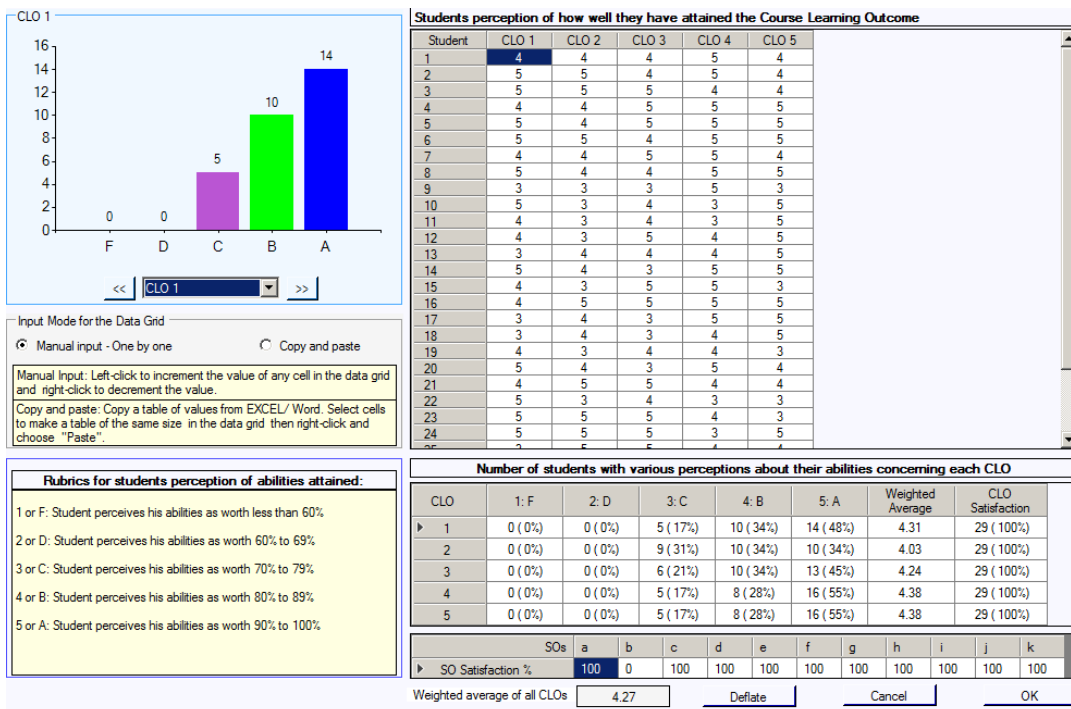 CLO 1
16
14
12
10
8
6
4
2
0
0 0 5 10 14
F D C B A
<< CLO 1 >>
Input Mode for the Data Grid
Manual input - One by one Copy and paste
Manual Input: Left-click to increment the value of any cell in the data grid
and right-click to decrement the value.
Copy and paste: Copy a table of values from EXCEL/ Word. Select cells
to make a table of the same size in the data grid then right-click and
choose "Paste".
Rubrics for students perception of abilities attained:
1 or F: Student perceives his abilities as worth less than 60%
2 or D: Student perceives his abilities as worth 60% to 69%
3 or C: Student perceives his abilities as worth 70% to 79%
4 or B: Student perceives his abilities as worth 80% to 89%
5 or A: Student perceives his abilities as worth 90% to 100%
Students perception of how well they have attained the Course Learning Outcome
Student CLO 1 CLO 2 CLO 3 CLO 4 CLO 5
1 4 4 4 5 4
2 5 5 4 5 4
3 5 5 5 4 4
4 4 4 5 5 5
5 5 4 5 5 5
6 5 5 4 5 5
7 4 4 5 5 4
8 5 4 4 5 5
9 3 3 3 5 3
10 5 3 4 3 5
11 4 3 4 3 5
12 4 3 5 4 5
13 3 4 4 4 5
14 5 4 3 5 5
15 4 3 5 5 3
16 4 5 5 5 5
17 3 4 3 5 5
18 3 4 3 4 5
19 4 3 4 4 3
20 5 4 3 5 4
21 4 5 5 4 4
22 5 3 4 3 3
23 5 5 5 4 3
24 5 5 5 3 5
Number of students with various perceptions about their abilities concerning each CLO
CLO 1: F 2: D 3: C 4: B 5: A Weighted Average CLO Satisfaction
1 0 ( 0%) 0 ( 0%) 5 ( 17%) 10 ( 34%) 14 ( 48%) 4.31 29 ( 100%)
2 0 ( 0%) 0 ( 0%) 9 ( 31%) 10 ( 34%) 10 ( 34%) 4.03 29 ( 100%)
3 0 ( 0%) 0 ( 0%) 6 ( 21%) 10 ( 34%) 13 ( 45%) 4.24 29 ( 100%)
4 0 ( 0%) 0 ( 0%) 5 ( 17%) 8 ( 28%) 16 ( 55%) 4.38 29 ( 100%)
5 0 ( 0%) 0 ( 0%) 5 ( 17%) 8 ( 28%) 16 ( 55%) 4.38 29 ( 100%)
SOs a b c d e f g h i j k
SO Satisfaction % 100 0 100 100 100 100 100 100 100 100 100
Weighted average of all CLOs 4.27 Deflate Cancel OK